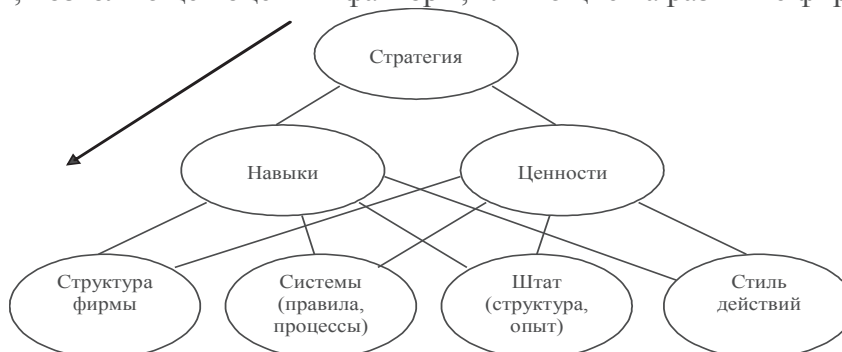 Стратегия
Навыки
Ценности
Структура
фирмы
Системы
(правила,
процессы)
Штат
(структура,
опыт)
Стиль
действий